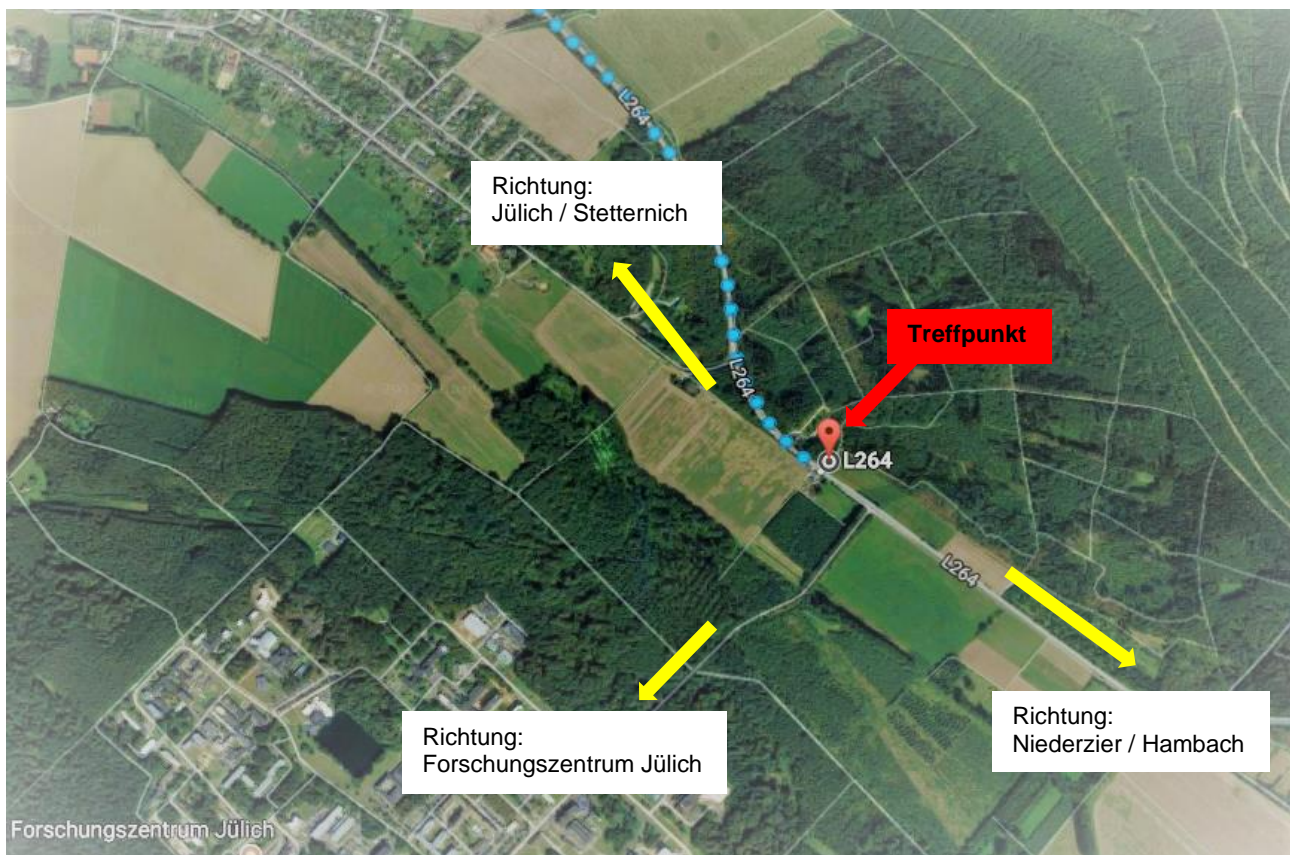 L264
Richtung:
Jülich / Stetternich
Treffpunkt
L264
L264
L264
Richtung:
Forschungszentrum Jülich
Richtung:
Niederzier / Hambach
Forschungszentrum Jülich